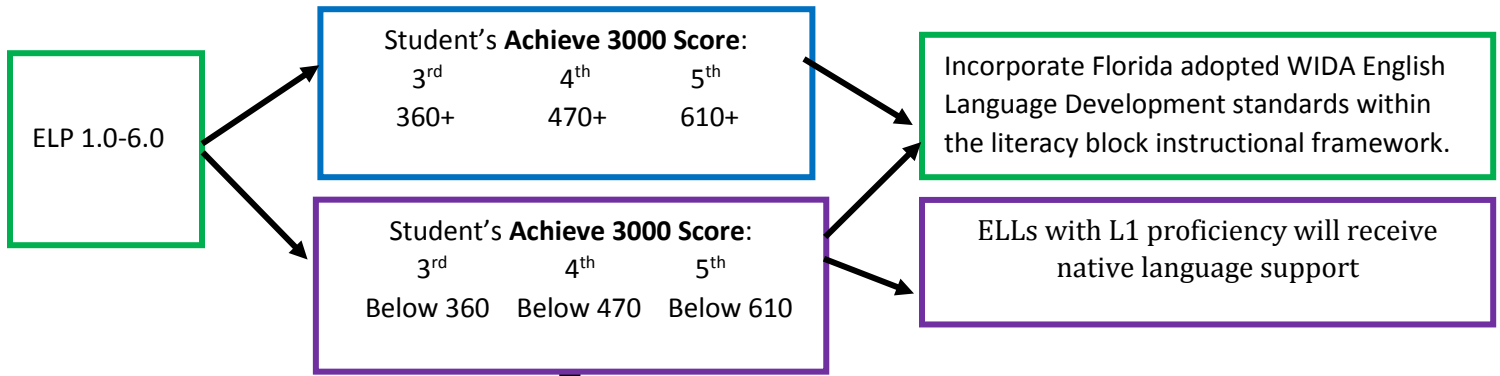 ELP 1.0-6.0
Student’s Achieve 3000 Score:
3rd 4th 5th
360+ 470+ 610+
Student’s Achieve 3000 Score:
3rd 4th 5th
Below 360 Below 470 Below 610
Incorporate Florida adopted WIDA English
Language Development standards within
the literacy block instructional framework.
ELLs with L1 proficiency will receive
native language support